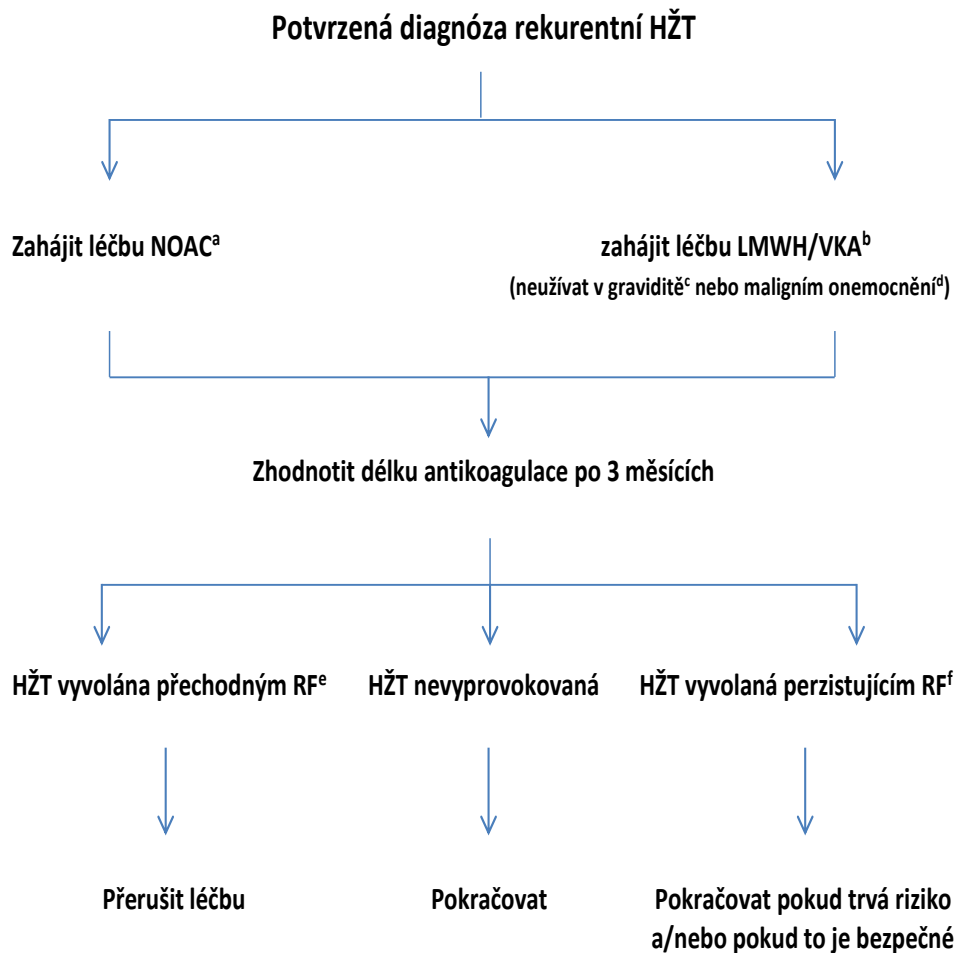 Potvrzená diagnóza rekurentní HŽT
Zahájit léčbu NOACᵃ
zahájit léčbu LMWH/VKAᵇ
(neužívat v graviditěᶜ nebo maligním onemocněníᵈ)
Zhodnotit délku antikoagulace po 3 měsících
HŽT vyvolána přechodným RFᵉ
HŽT nevyprovokovaná
HŽT vyvolaná perzistujícím RFᶠ
Přerušit léčbu
Pokračovat
Pokračovat pokud trvá riziko
a/nebo pokud to je bezpečné